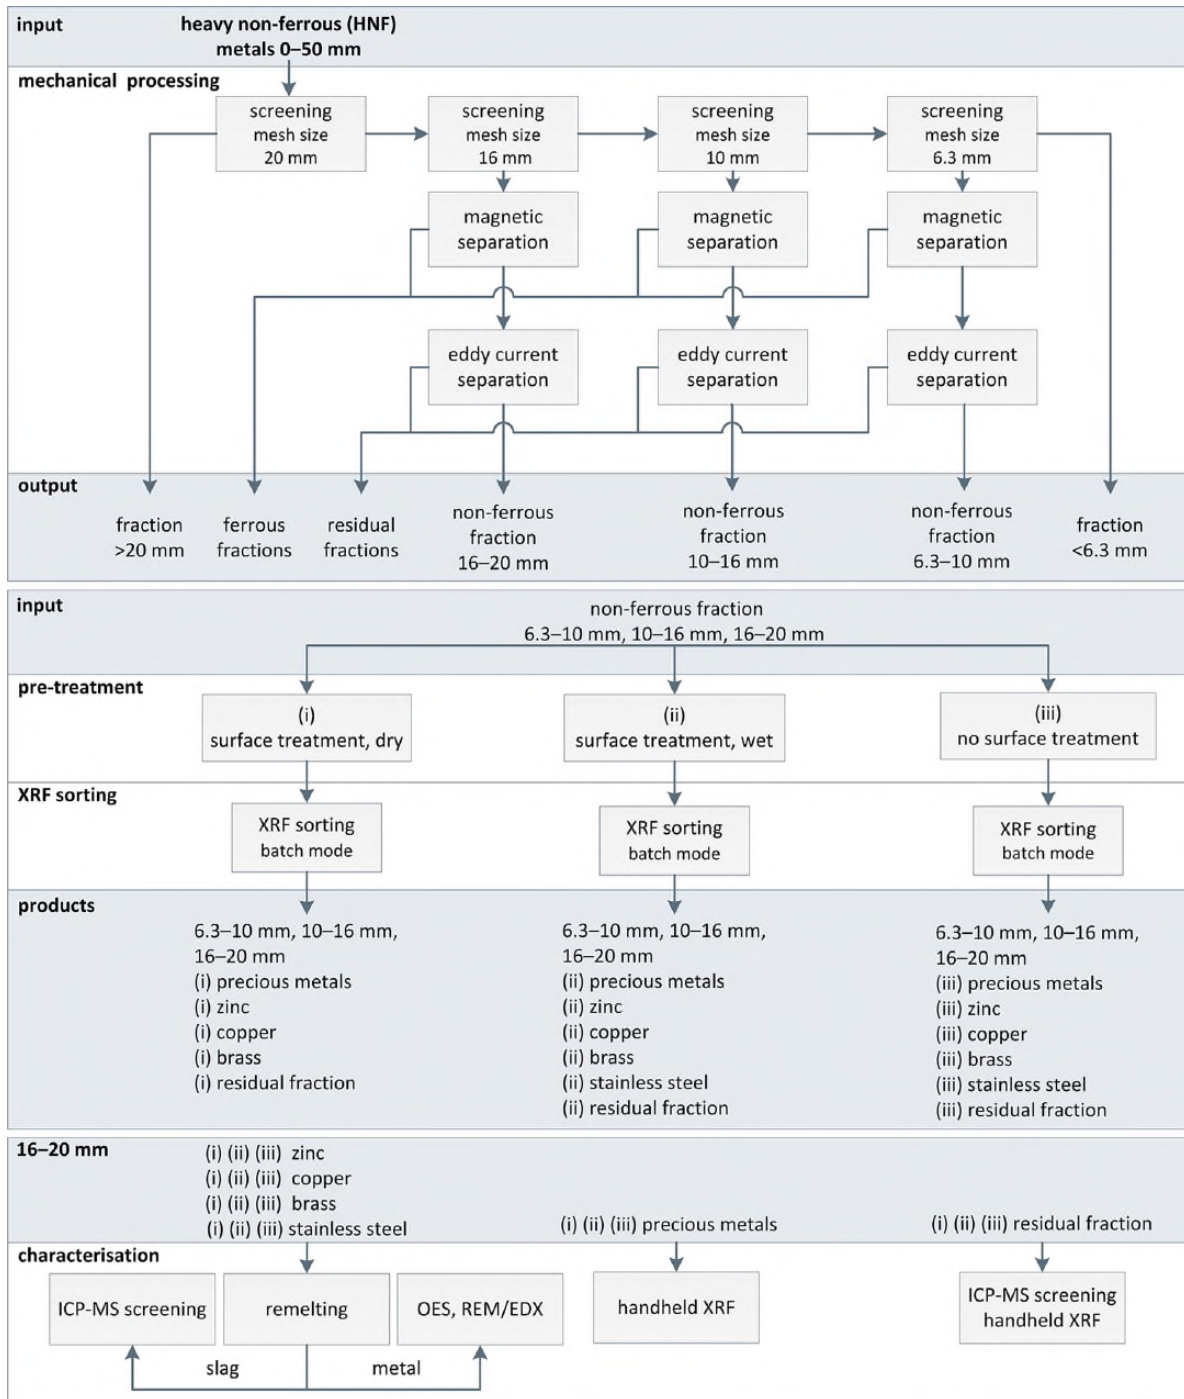 input
heavy non-ferrous (HNF)
metals 0–50 mm
mechanical processing
screening
mesh size
20 mm
screening
mesh size
16 mm
screening
mesh size
10 mm
screening
mesh size
6.3 mm
magnetic
separation
magnetic
separation
magnetic
separation
eddy current
separation
eddy current
separation
eddy current
separation
output
fraction
>20 mm
ferrous
fractions
residual
fractions
non-ferrous
fraction
16–20 mm
non-ferrous
fraction
10–16 mm
non-ferrous
fraction
6.3–10 mm
fraction
<6.3 mm
input
non-ferrous fraction
6.3–10 mm, 10–16 mm, 16–20 mm
pre-treatment
(i)
surface treatment, dry
(ii)
surface treatment, wet
(iii)
no surface treatment
XRF sorting
XRF sorting
batch mode
XRF sorting
batch mode
XRF sorting
batch mode
products
6.3–10 mm, 10–16 mm,
16–20 mm
(i) precious metals
(i) zinc
(i) copper
(i) brass
(i) residual fraction
6.3–10 mm, 10–16 mm,
16–20 mm
(ii) precious metals
(ii) zinc
(ii) copper
(ii) brass
(ii) stainless steel
(ii) residual fraction
6.3–10 mm, 10–16 mm,
16–20 mm
(iii) precious metals
(iii) zinc
(iii) copper
(iii) brass
(iii) stainless steel
(iii) residual fraction
16–20 mm
(i) (ii) (iii) zinc
(i) (ii) (iii) copper
(i) (ii) (iii) brass
(i) (ii) (iii) stainless steel
(i) (ii) (iii) precious metals
(i) (ii) (iii) residual fraction
characterisation
ICP-MS screening
remelting
OES, REM/EDX
handheld XRF
ICP-MS screening
handheld XRF
slag
metal